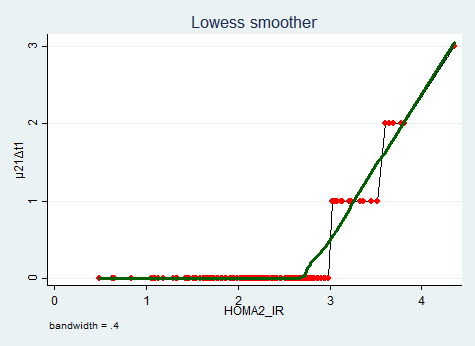 Lowess smoother
3
2
1
0
µ21Δt1
0 1 2 3 4
HOMA2_IR
bandwidth = .4